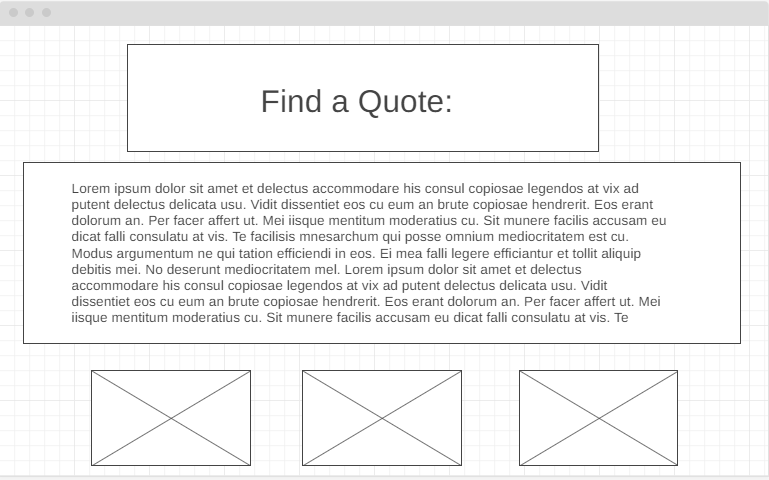 Find a Quote:
Lorem ipsum dolor sit amet et delectus accommodare his consul copiosae legendos at vix ad
putent delectus delicata usu. Vidit dissentiet eos cu eum an brute copiosae hendrerit. Eos erant
dolorum an. Per facer affert ut. Mei iisque mentitum moderatius cu. Sit munere facilis accusam eu
dicat falli consulatu at vis. Te facilisis mnesarchum qui posse omnium mediocritatem est cu.
Modus argumentum ne qui tation efficiendi in eos. Ei mea falli legere efficiantur et tollit aliquip
debitis mei. No deserunt mediocritatem mel. Lorem ipsum dolor sit amet et delectus
accommodare his consul copiosae legendos at vix ad putent delectus delicata usu. Vidit
dissentiet eos cu eum an brute copiosae hendrerit. Eos erant dolorum an. Per facer affert ut. Mei
iisque mentitum moderatius cu. Sit munere facilis accusam eu dicat falli consulatu at vis. Te